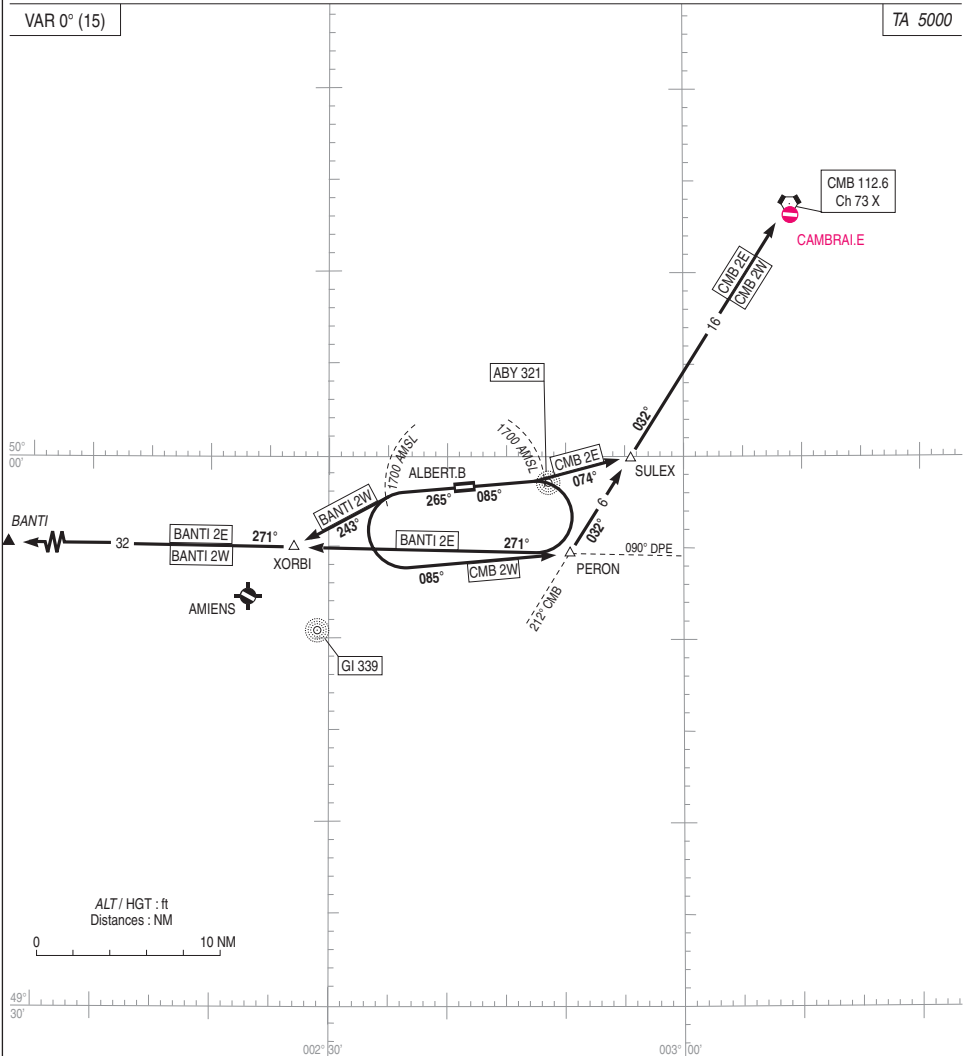 VAR 0° (15)
TA 5000
CMB 112.6
Ch 73 X
CAMBRAI.E
CMB 2E
CMB 2W
16
ABY 321
032°
50°
00'
1700 AMSL
1700 AMSL
CMB 2E
074°
SULEX
ALBERT.B
265°
085°
BANTI 2W
243°
6
032°
BANTI
32
BANTI 2E
BANTI 2W
271°
XORBI
BANTI 2E
271°
085°
CMB 2W
PERON
090° DPE
212° CMB
AMIENS
GI 339
ALT / HGT : ft
Distances : NM
0
10 NM
49°
30'
002° 30'
003° 00'